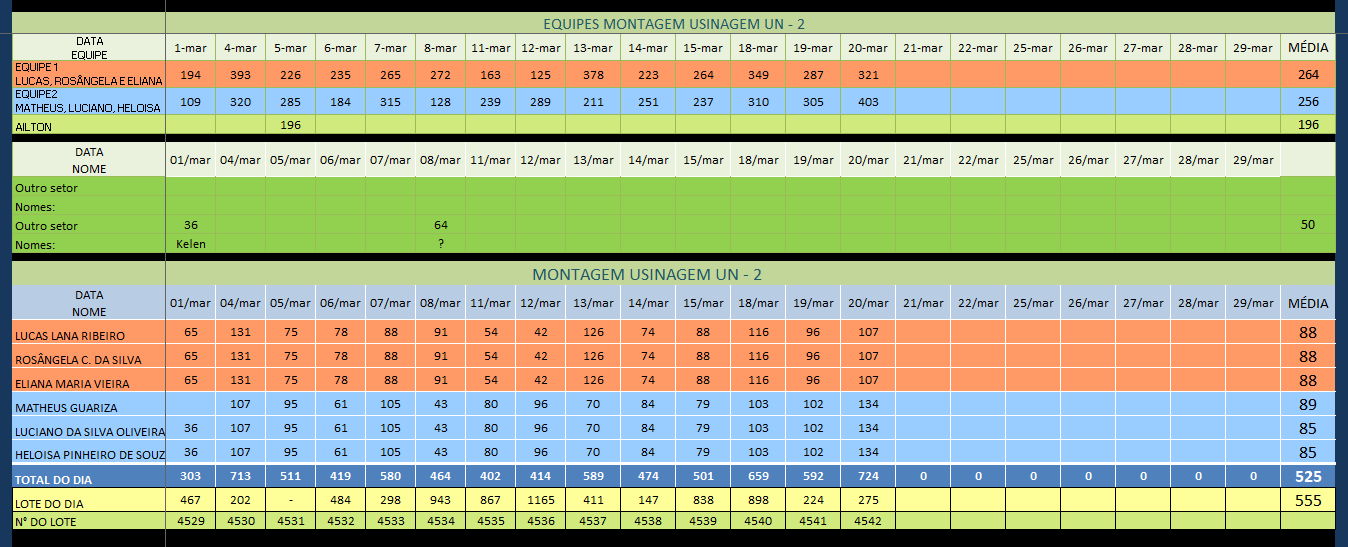 EQUIPES MONTAGEM USINAGEM UN - 2
DATA
EQUIPE
1-mar 4-mar 5-mar 6-mar 7-mar 8-mar 11-mar 12-mar 13-mar 14-mar 15-mar 18-mar 19-mar 20-mar 21-mar 22-mar 25-mar 26-mar 27-mar 28-mar 29-mar MÉDIA
EQUIPE 1
LUCAS, ROSÂNGELA E ELIANA 194 393 226 235 265 272 163 125 378 223 264 349 287 321 264
EQUIPE2
MATHEUS, LUCIANO, HELOISA 109 320 285 184 315 128 239 289 211 251 237 310 305 403 256
AILTON 196 196
DATA
NOME
01/mar 04/mar 05/mar 06/mar 07/mar 08/mar 11/mar 12/mar 13/mar 14/mar 15/mar 18/mar 19/mar 20/mar 21/mar 22/mar 25/mar 26/mar 27/mar 28/mar 29/mar
Outro setor
Nomes:
Outro setor 36 64 50
Nomes: Kelen ?
MONTAGEM USINAGEM UN - 2
DATA
NOME
01/mar 04/mar 05/mar 06/mar 07/mar 08/mar 11/mar 12/mar 13/mar 14/mar 15/mar 18/mar 19/mar 20/mar 21/mar 22/mar 25/mar 26/mar 27/mar 28/mar 29/mar MÉDIA
LUCAS LANA RIBEIRO 65 131 75 78 88 91 54 42 126 74 88 116 96 107 88
ROSÂNGELA C. DA SILVA 65 131 75 78 88 91 54 42 126 74 88 116 96 107 88
ELIANA MARIA VIEIRA 65 131 75 78 88 91 54 42 126 74 88 116 96 107 88
MATHEUS GUARIZA 107 95 61 105 43 80 96 70 84 79 103 102 134 89
LUCIANO DA SILVA OLIVEIRA 36 107 95 61 105 43 80 96 70 84 79 103 102 134 85
HELOISA PINHEIRO DE SOUZ 36 107 95 61 105 43 80 96 70 84 79 103 102 134 85
TOTAL DO DIA 303 713 511 419 580 464 402 414 589 474 501 659 592 724 0 0 0 0 0 0 0 525
LOTE DO DIA 467 202 - 484 298 943 867 1165 411 147 838 898 224 275 555
N° DO LOTE 4529 4530 4531 4532 4533 4534 4535 4536 4537 4538 4539 4540 4541 4542